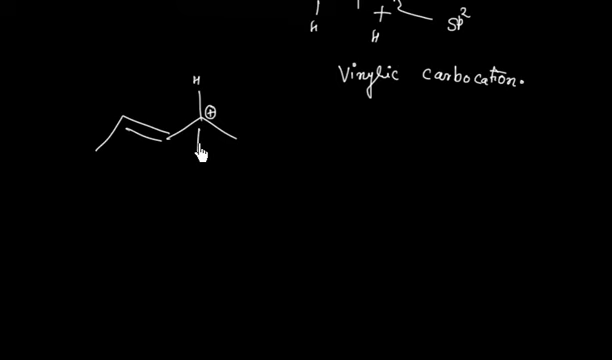 H + H
sp²
Vinylic carbocation.
H
⊕